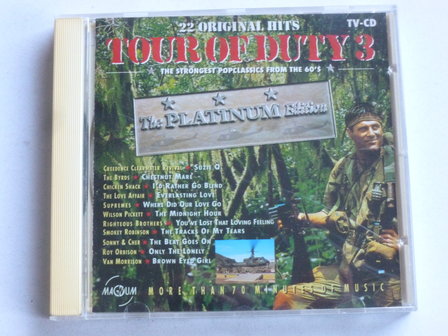 22 ORIGINAL HITS
TV-CD
TOUR OF DUTY 3
THE STRONGEST POPCLASSICS FROM THE 60'S
The PLATINUM Edition
CREEDENCE CLEARWATER REVIVAL ★ SUZIE Q
THE BYRDS ★ CHESTNUT MARE
CHICKEN SHACK ★ I'D RATHER GO BLIND
THE LOVE AFFAIR ★ EVERLASTING LOVE
SUPREMES ★ WHERE DID OUR LOVE GO
WILSON PICKETT ★ THE MIDNIGHT HOUR
RIGHTEOUS BROTHERS ★ YOU'VE LOST THAT LOVING FEELING
SMOKEY ROBINSON ★ THE TRACKS OF MY TEARS
SONNY & CHER ★ THE BEAT GOES ON
ROY ORBISON ★ ONLY THE LONELY
VAN MORRISON ★ BROWN EYED GIRL
MAGNUM
MORE THAN 70 MINUTES OF MUSIC